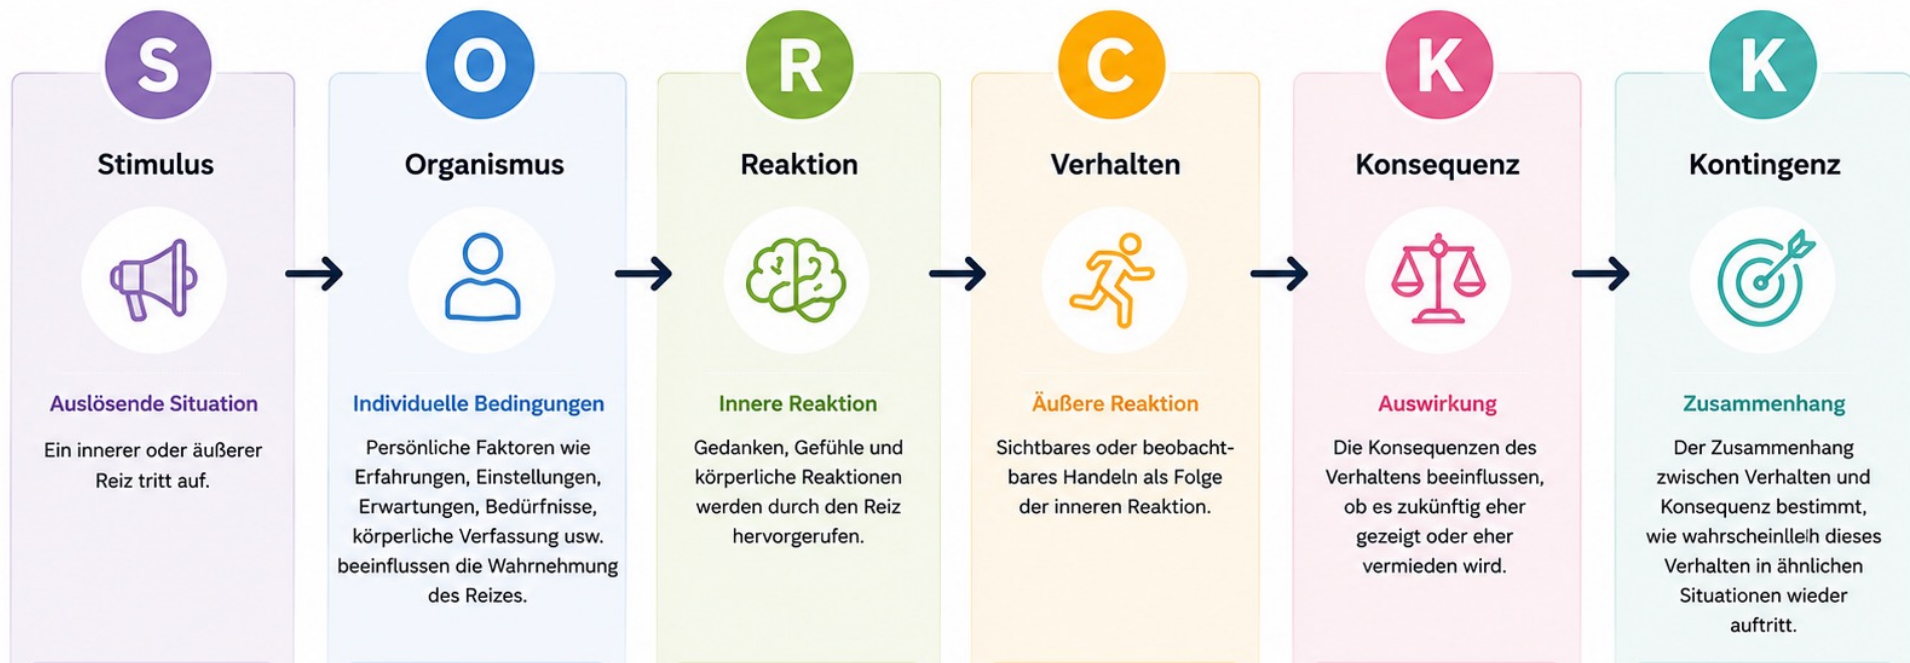 S
Stimulus
Auslösende Situation
Ein innerer oder äußerer
Reiz tritt auf.
O
Organismus
Individuelle Bedingungen
Persönliche Faktoren wie
Erfahrungen, Einstellungen,
Erwartungen, Bedürfnisse,
körperliche Verfassung usw.
beeinflussen die Wahrnehmung
des Reizes.
R
Reaktion
Innere Reaktion
Gedanken, Gefühle und
körperliche Reaktionen
werden durch den Reiz
hervorgerufen.
C
Verhalten
Äußere Reaktion
Sichtbares oder beobacht-
bares Handeln als Folge
der inneren Reaktion.
K
Konsequenz
Auswirkung
Die Konsequenzen des
Verhaltens beeinflussen,
ob es zukünftig eher
gezeigt oder eher
vermieden wird.
K
Kontingenz
Zusammenhang
Der Zusammenhang
zwischen Verhalten und
Konsequenz bestimmt,
wie dieses
Verhalten in ähnlichen
Situationen wieder
auftritt.